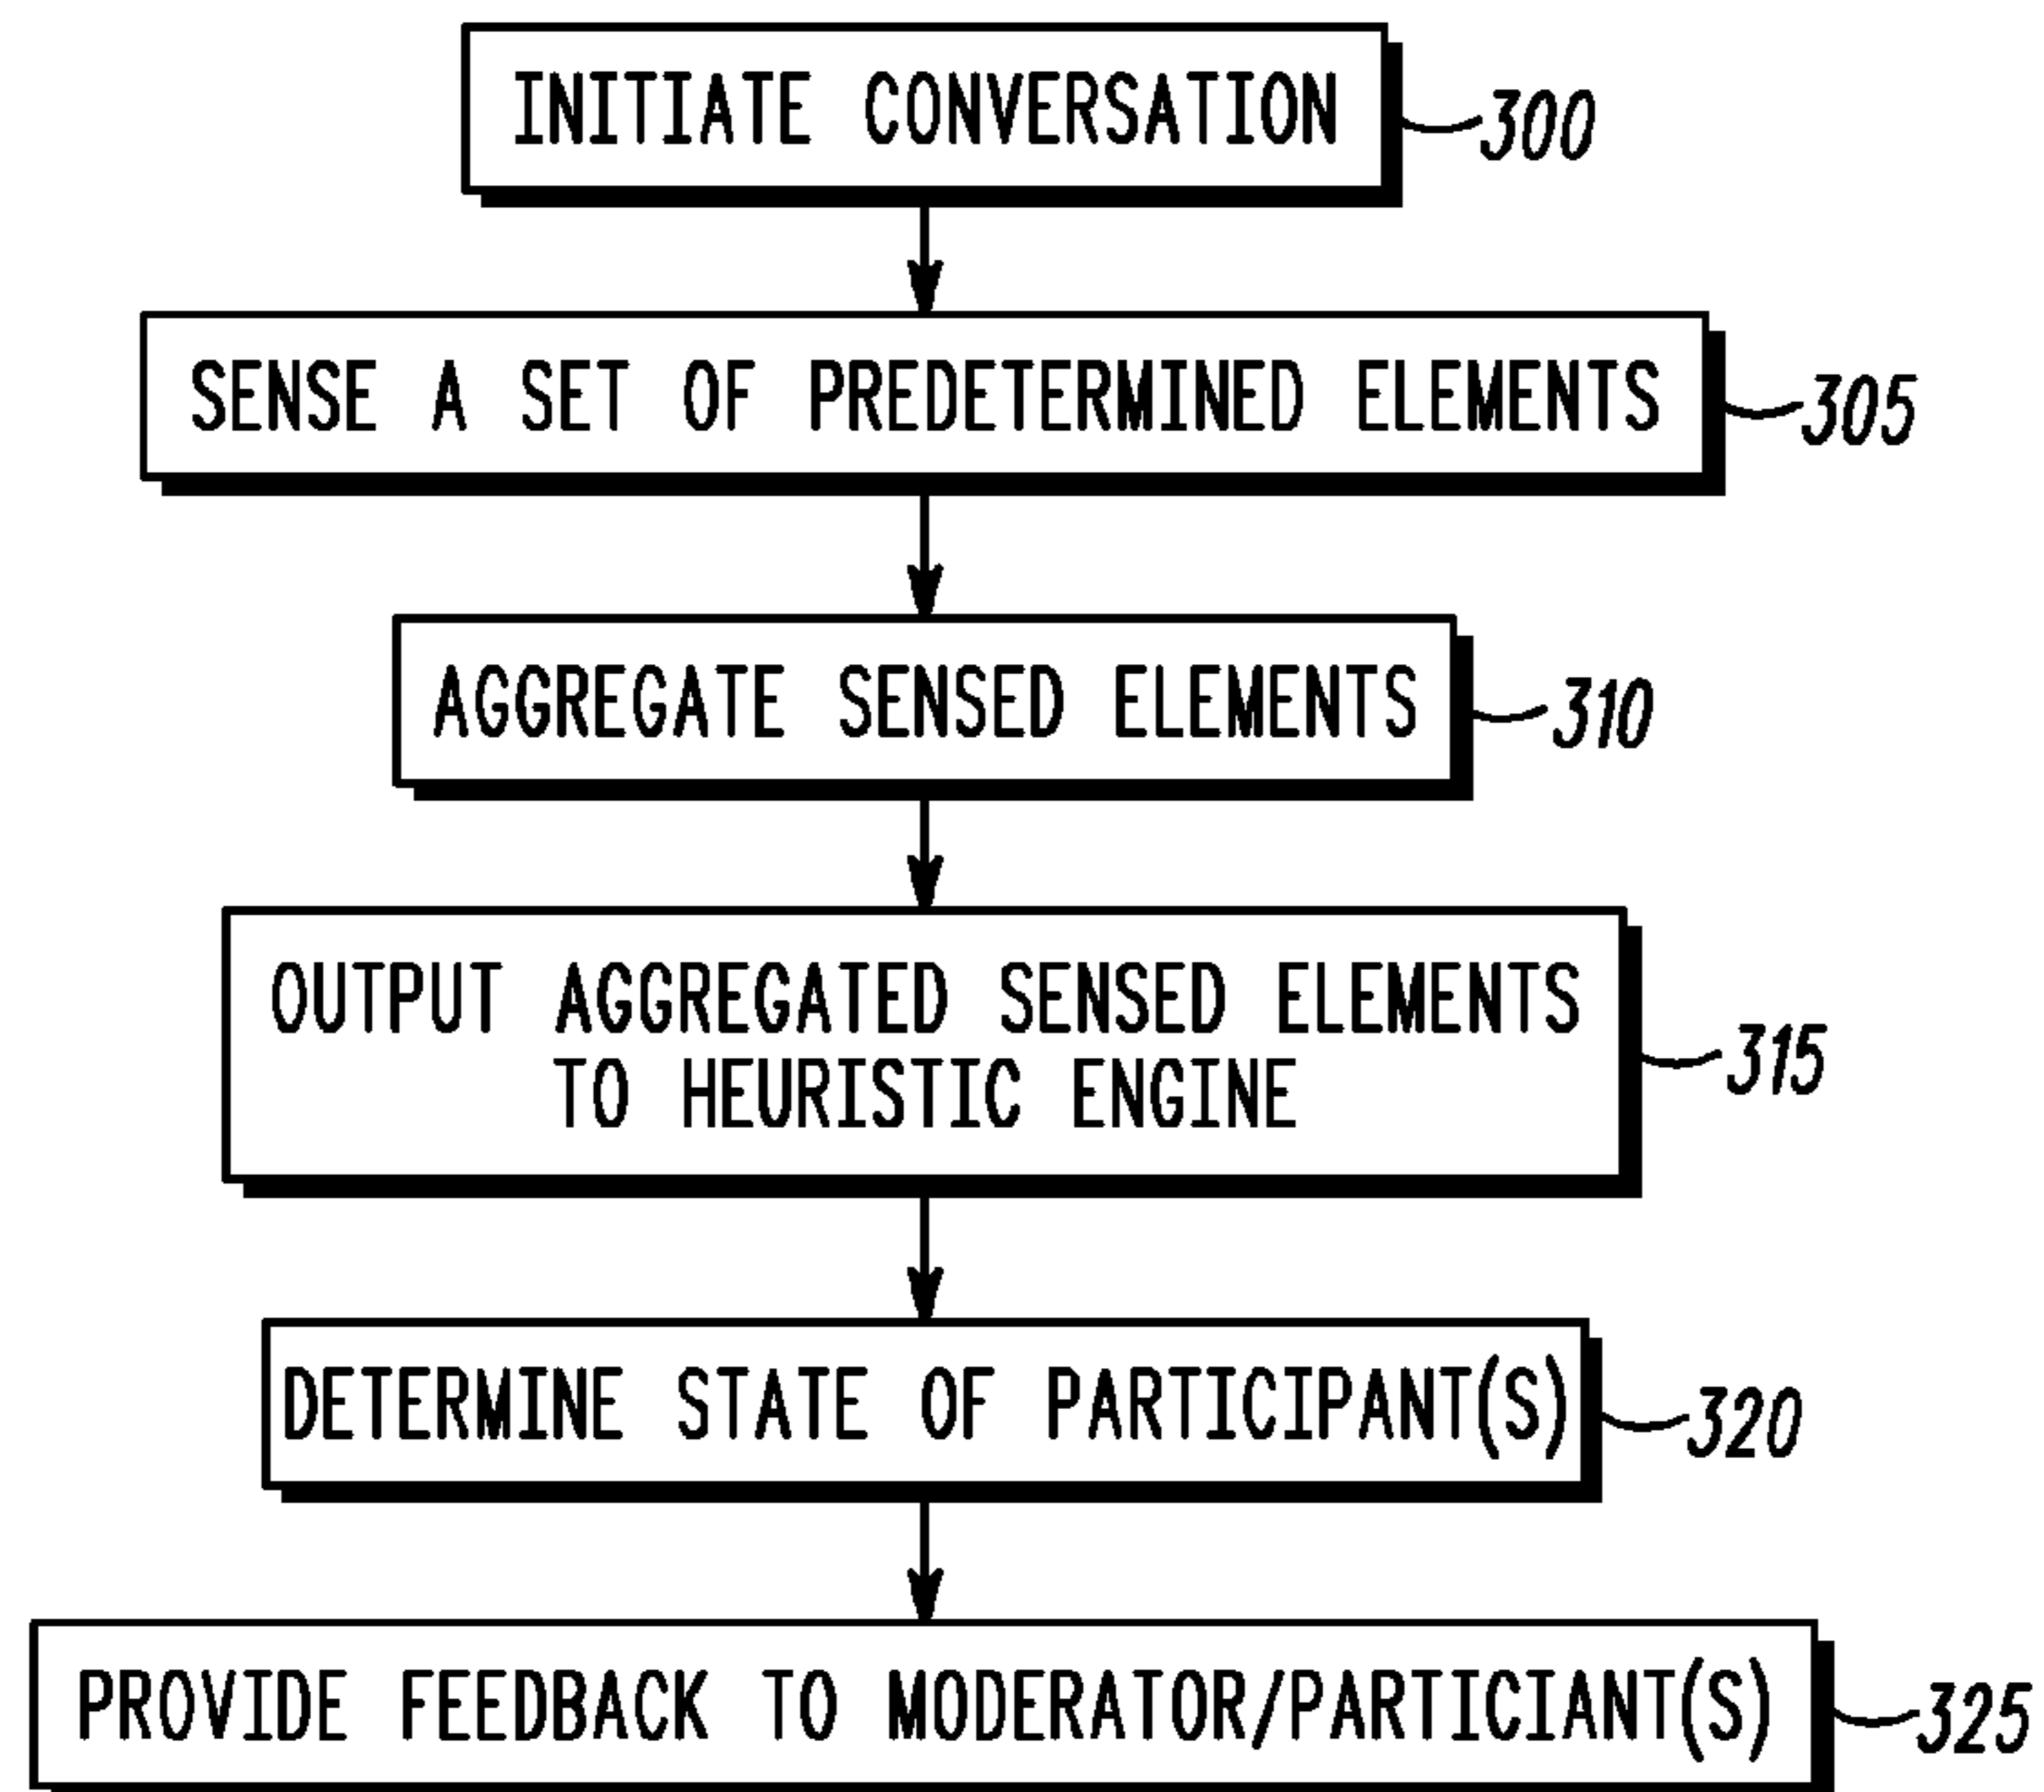 INITIATE CONVERSATION
300
SENSE A SET OF PREDETERMINED ELEMENTS
305
AGGREGATE SENSED ELEMENTS
310
OUTPUT AGGREGATED SENSED ELEMENTS
TO HEURISTIC ENGINE
315
DETERMINE STATE OF PARTICIPANT(S)
320
PROVIDE FEEDBACK TO MODERATOR/PARTICIANT(S)
325